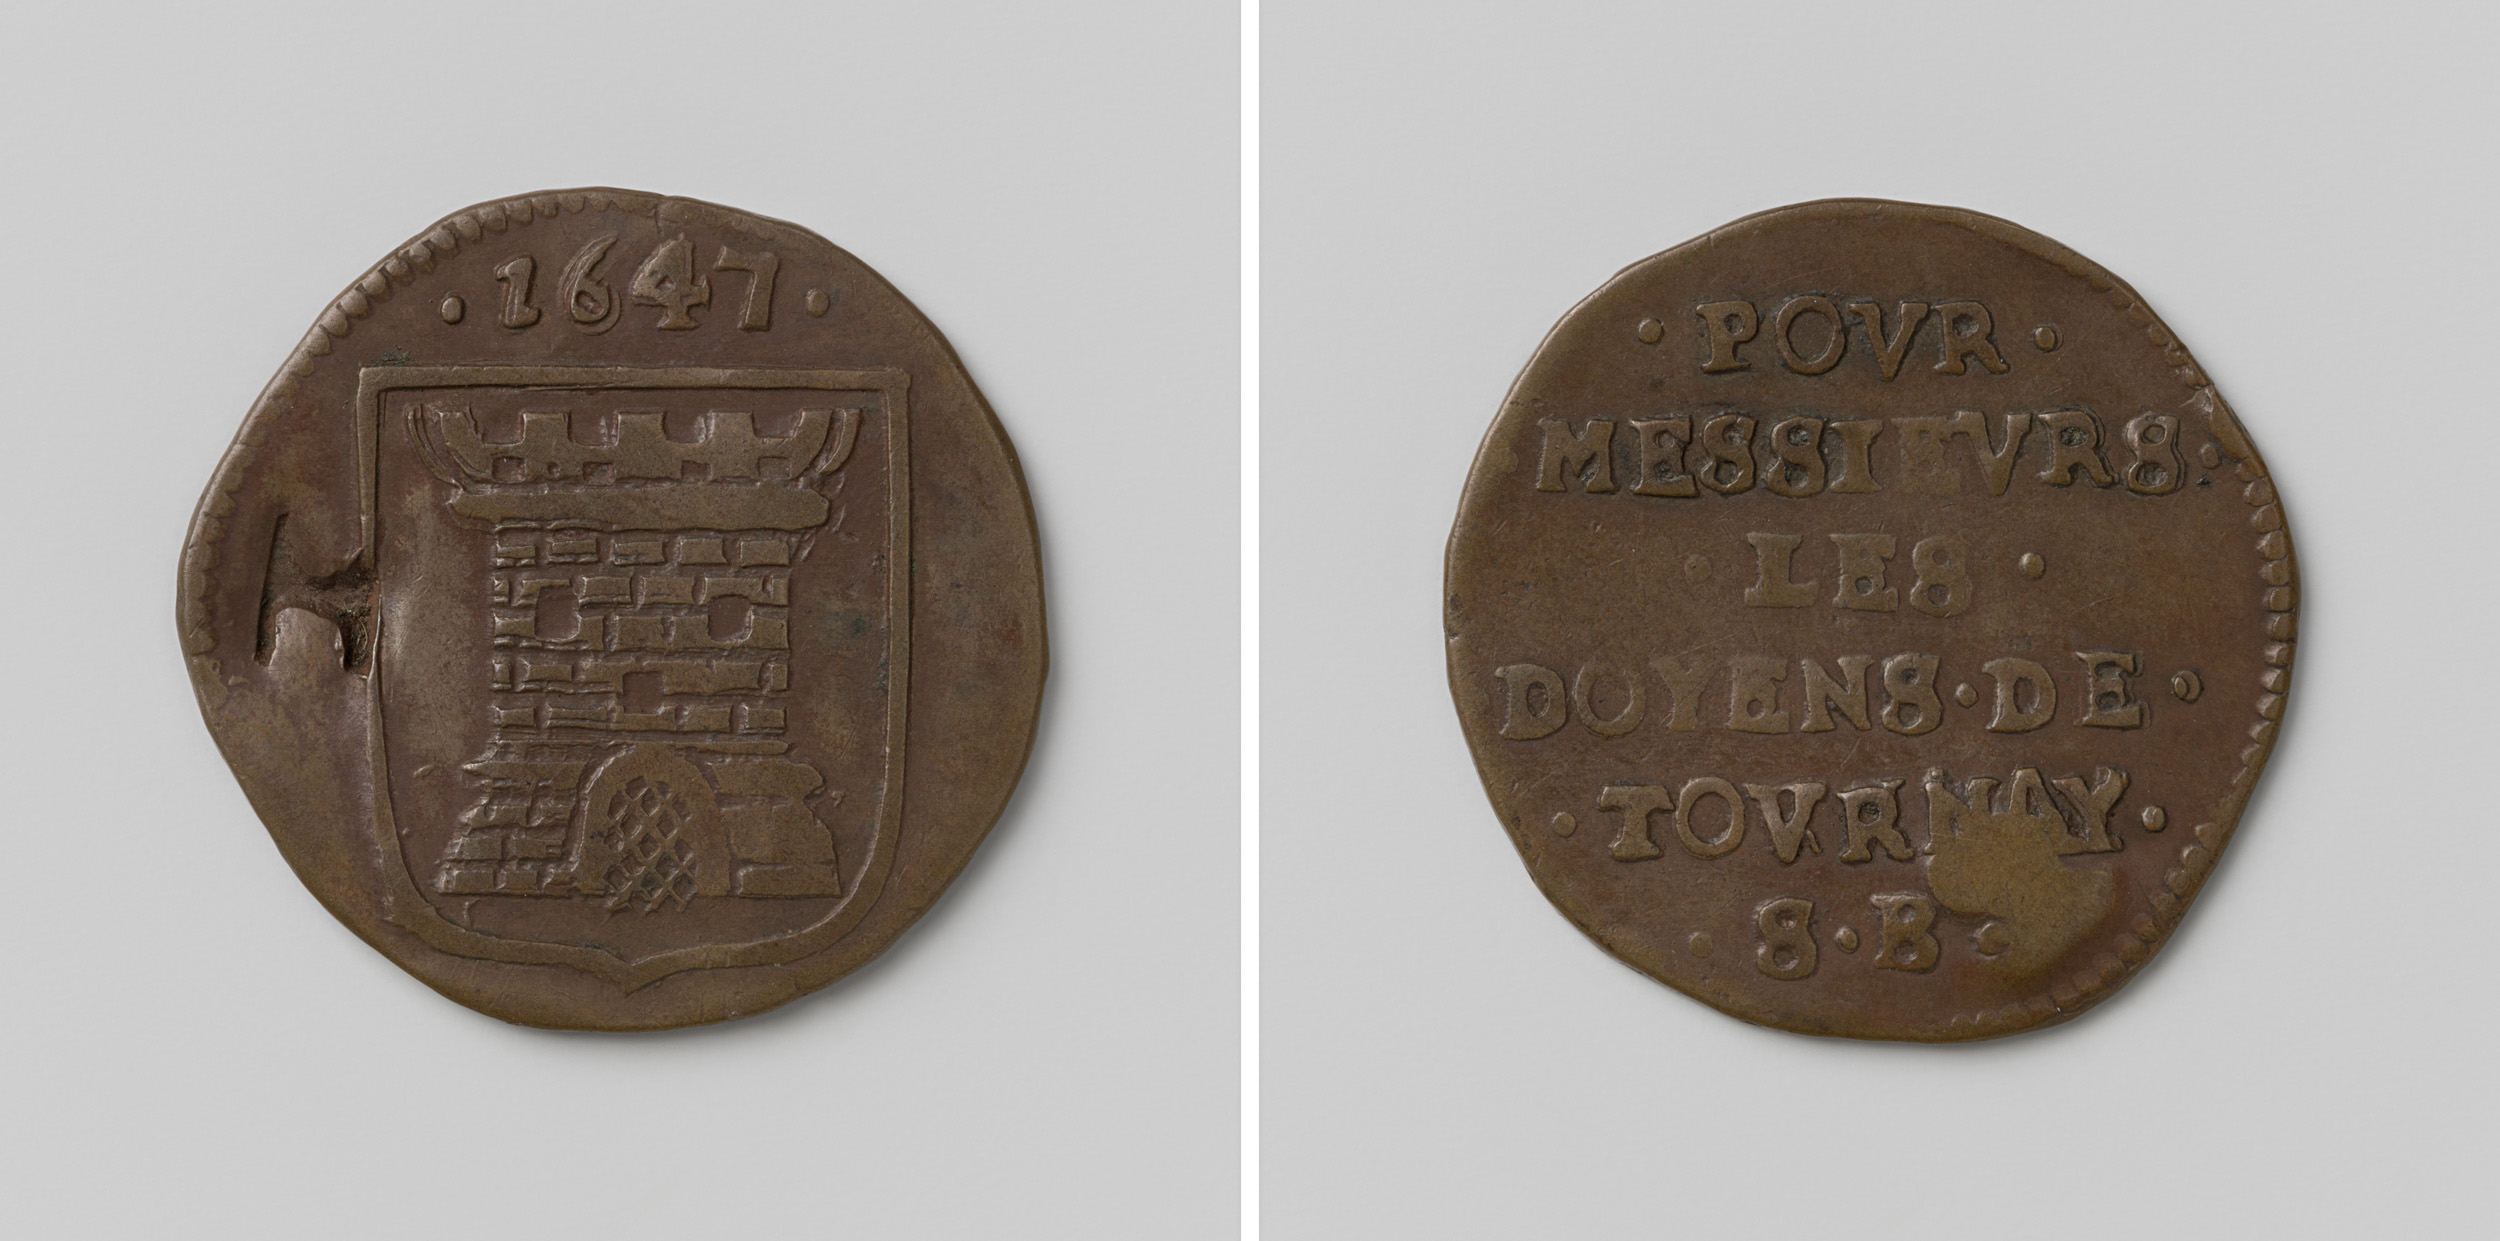 · 1647 ·
· POVR ·
MESSIEVRS ·
· LES ·
DOYENS · DE ·
· TOVRNAY ·
· S · B ·